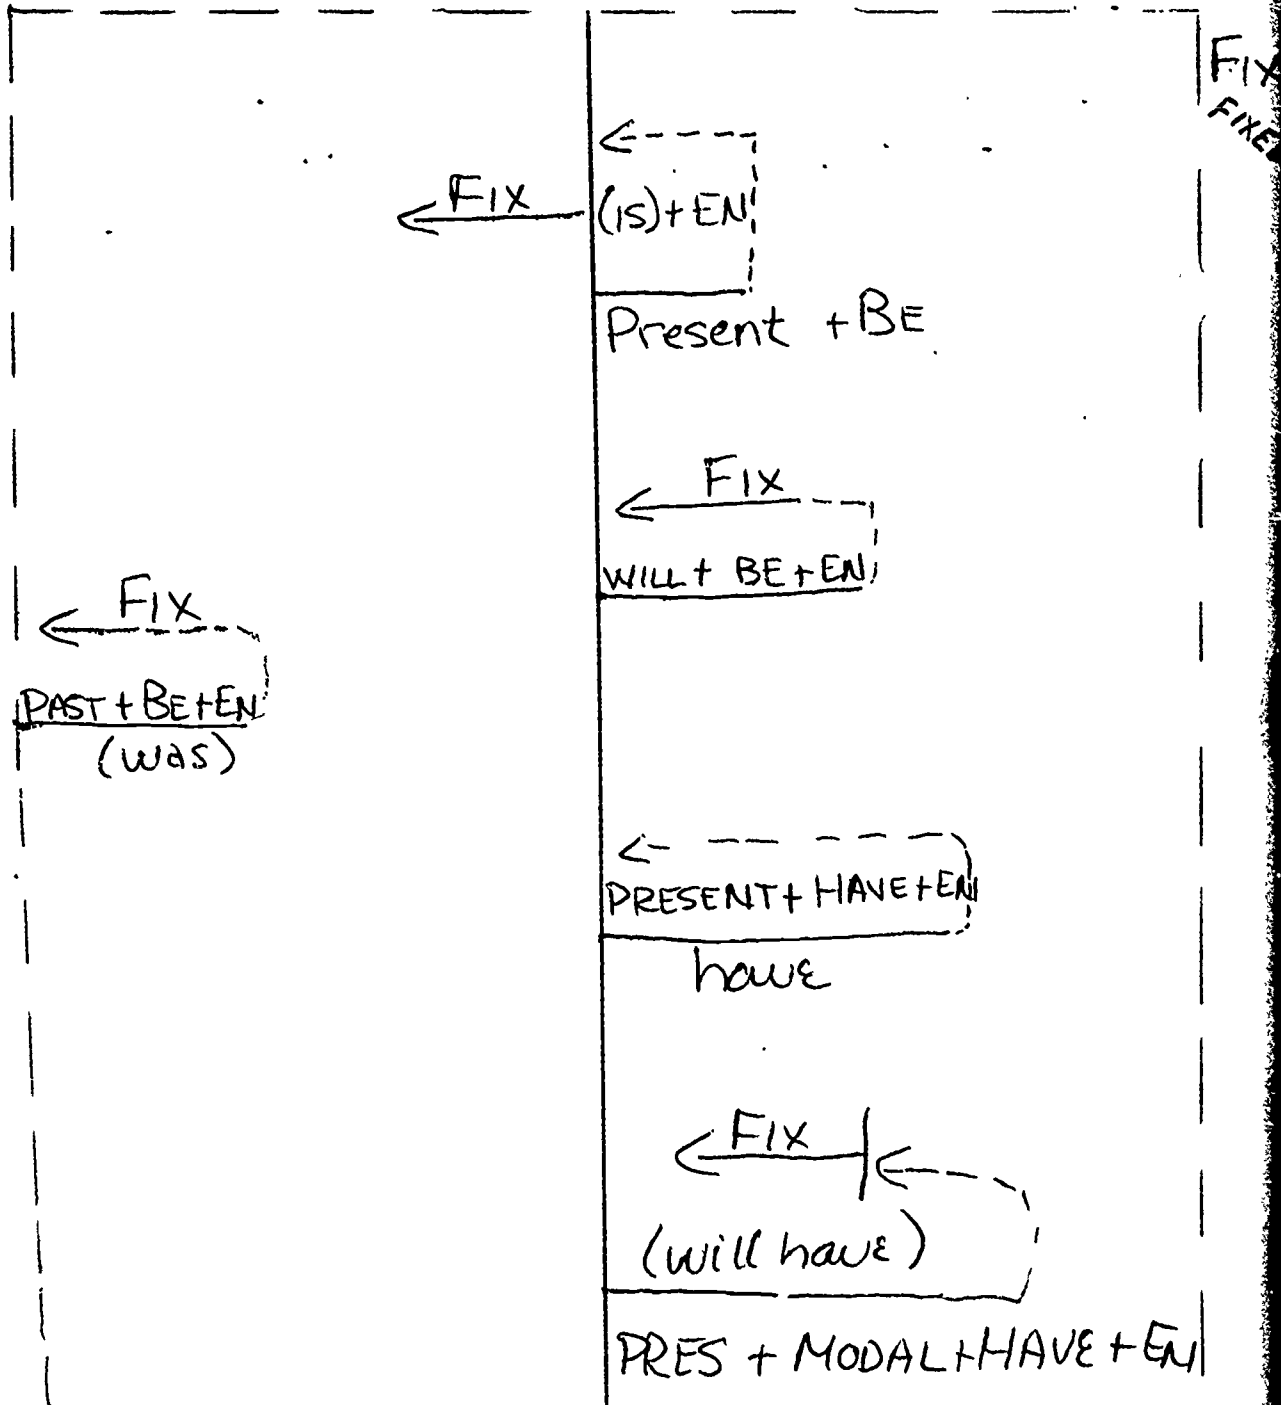 FIX
FIXED
FIX
(IS)+ EN
Present + BE
FIX
WILL + BE + EN
FIX
PAST + BE + EN
(was)
PRESENT + HAVE + EN
have
FIX
(will have)
PRES + MODAL + HAVE + EN